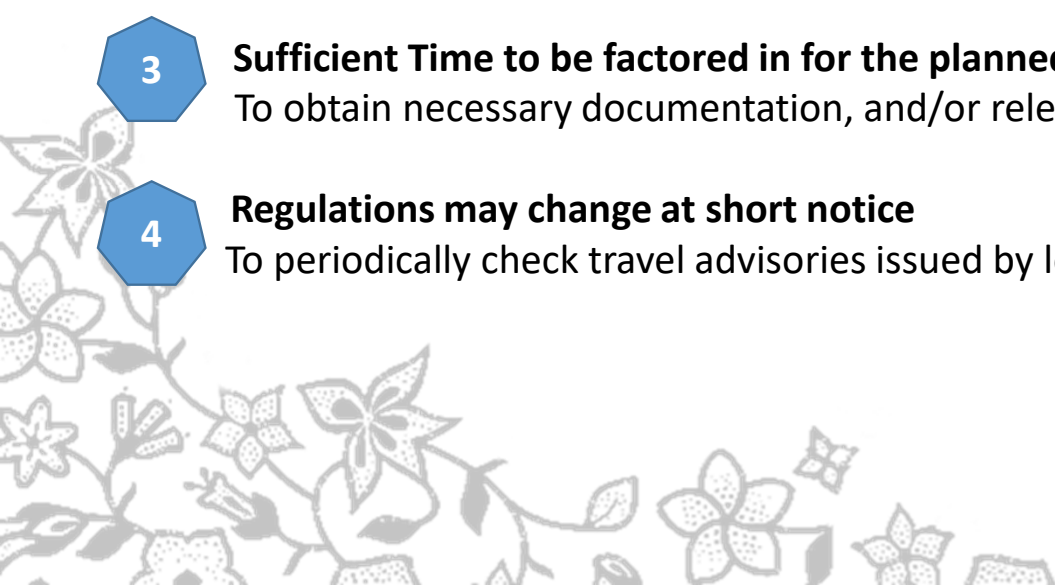 3
Sufficient Time to be factored in for the
To obtain necessary documentation, and/or
4
Regulations may change at short notice
To periodically check travel advisories issued by